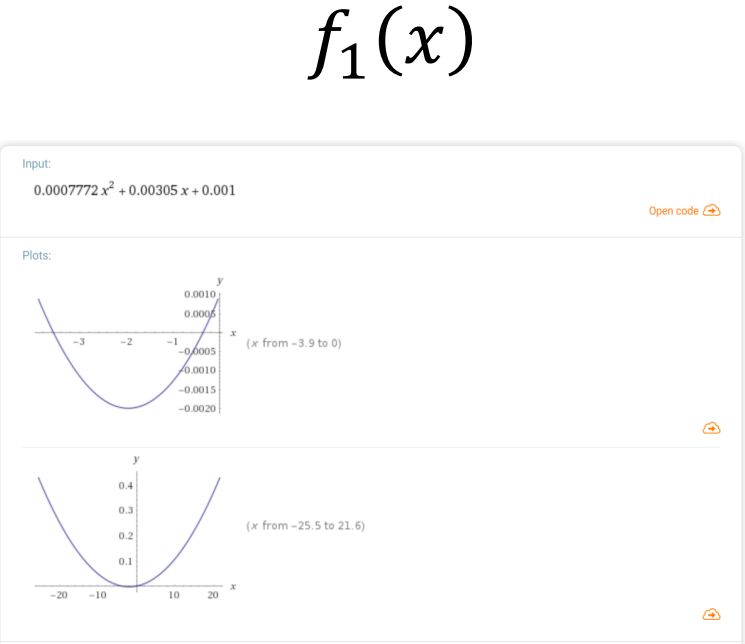 f₁(x)
Input:
0.0007772 x² + 0.00305 x + 0.001
Open code
Plots:
y
0.0010
0.0005
x
−3 −2 −1
(x from −3.9 to 0)
−0.0005
−0.0010
−0.0015
−0.0020
y
0.4
0.3
0.2
(x from −25.5 to 21.6)
0.1
x
−20 −10 10 20